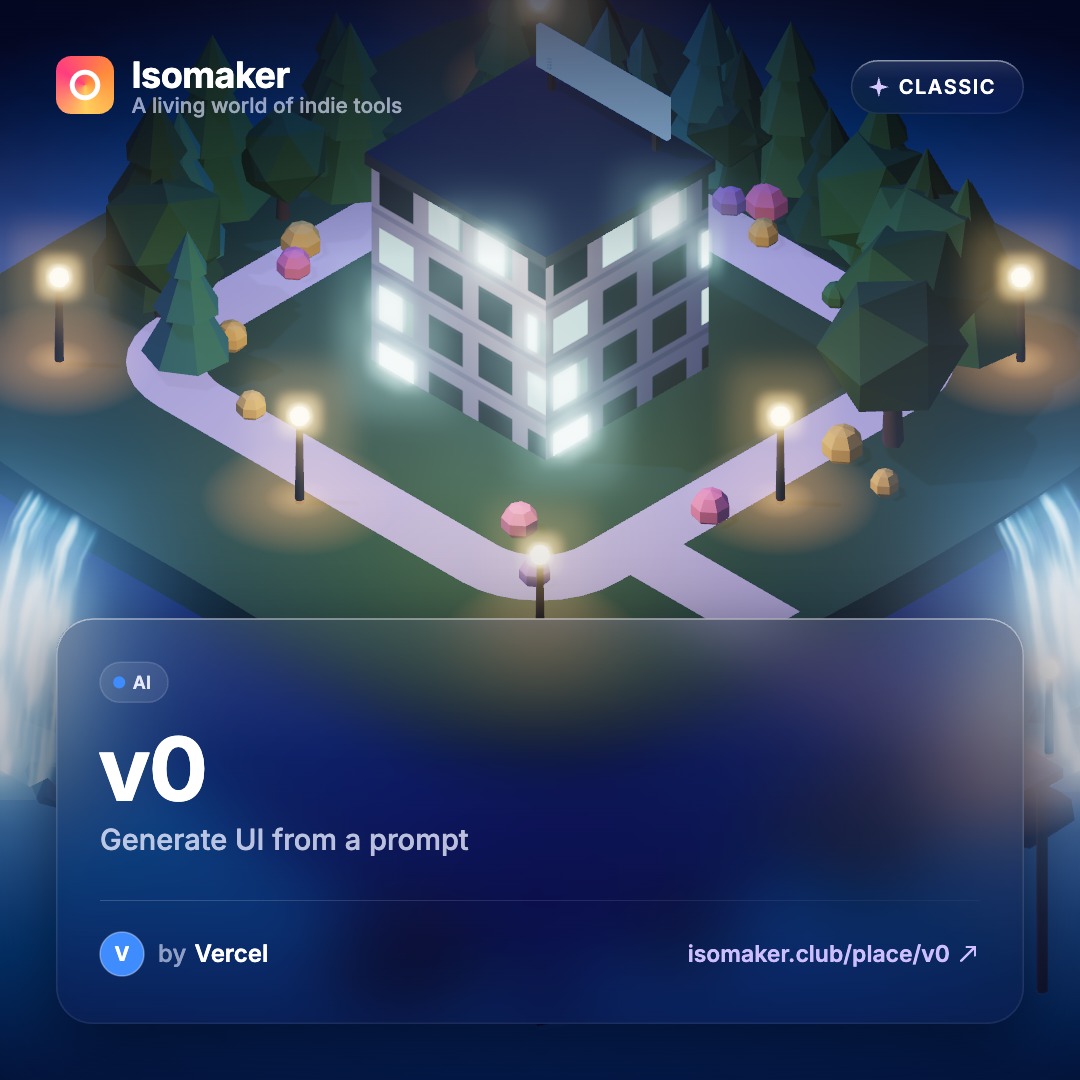 Isomaker
A living world of indie tools
CLASSIC
AI
v0
Generate UI from a prompt
V
by Vercel
isomaker.club/place/v0 ↗